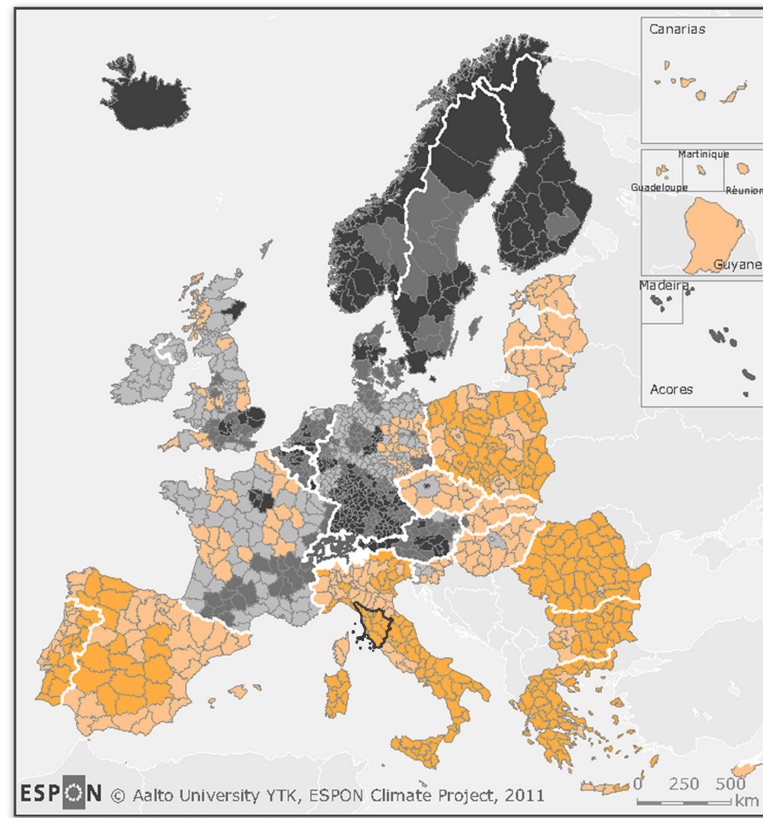 Canarias
Martinique
Guadeloupe
Réunion
Guyane
Madeira
Acores
ESPON © Aalto University YTK, ESPON Climate Project, 2011
0 250 500
km